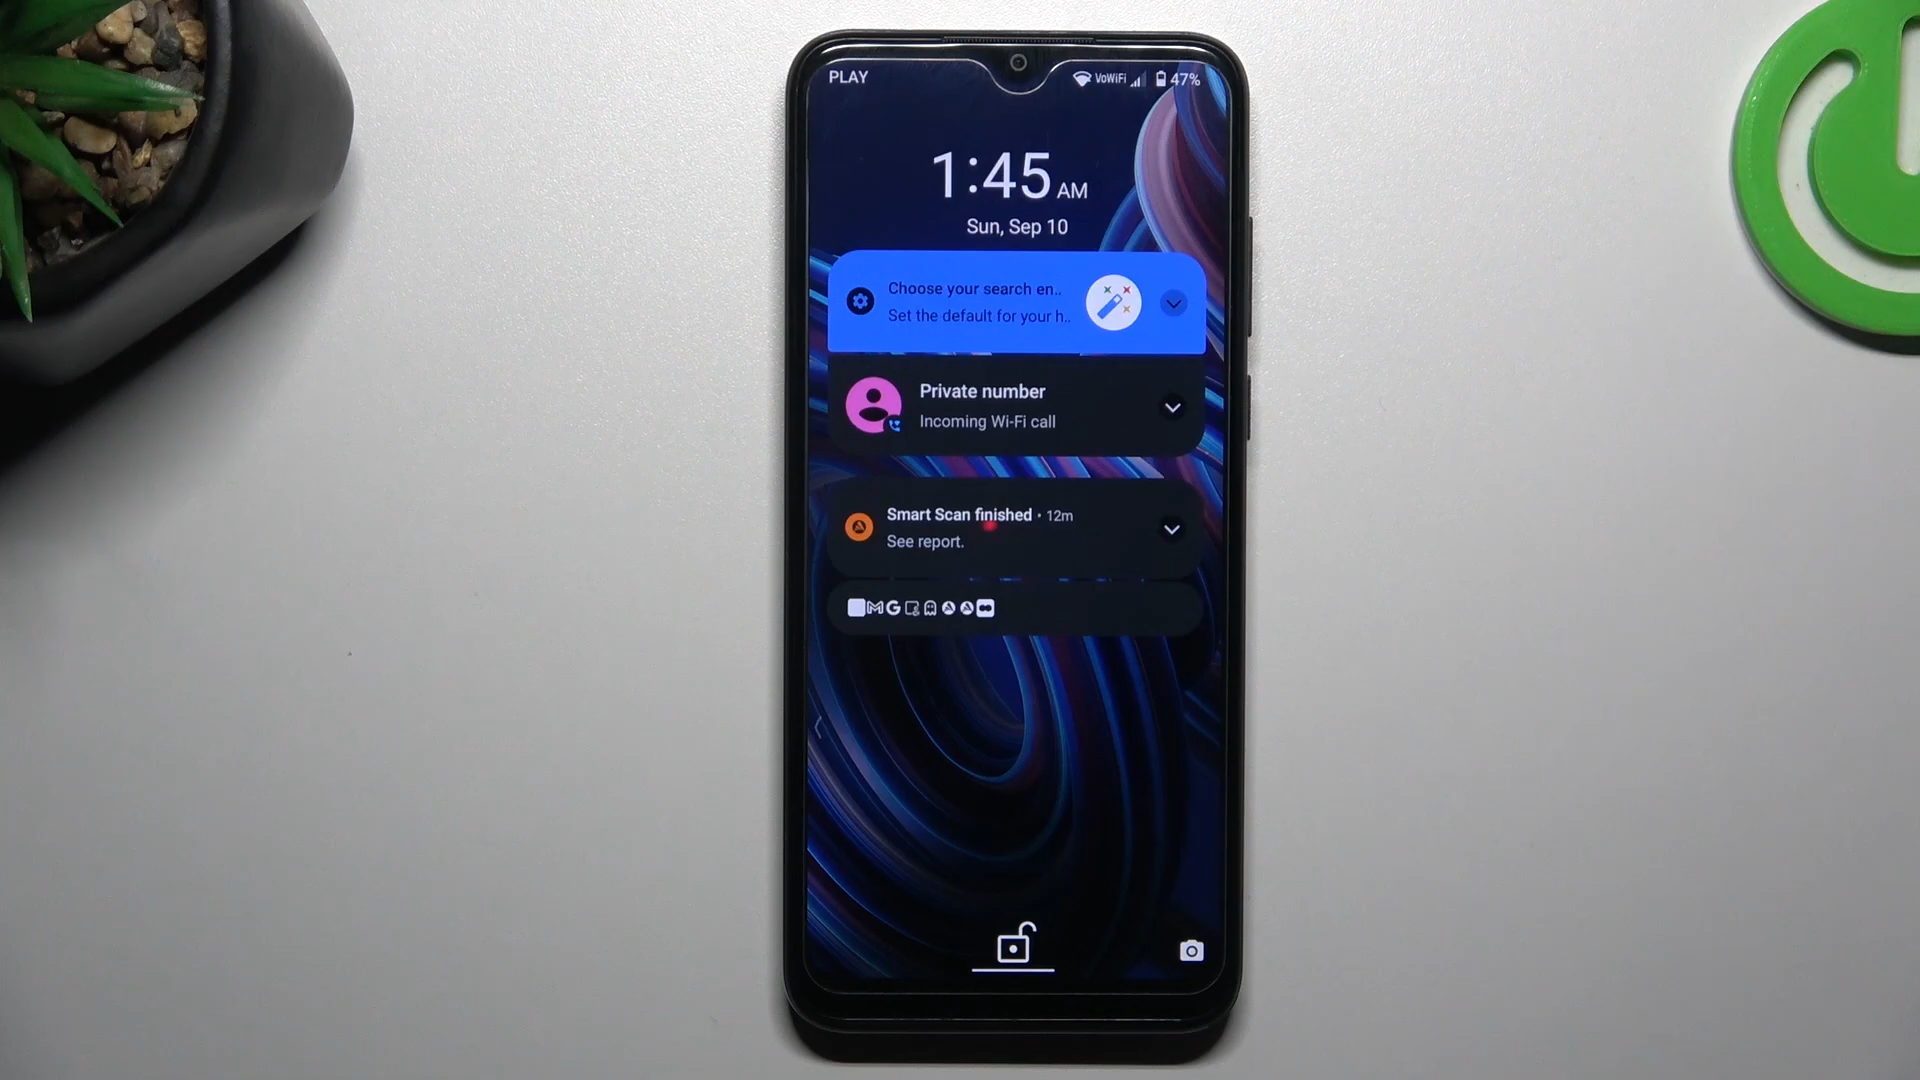 PLAY
VoWiFi 47%
1:45 AM
Sun, Sep 10
Choose your search en..
Set the default for your h..
Private number
Incoming Wi-Fi call
Smart Scan finished • 12m
See report.